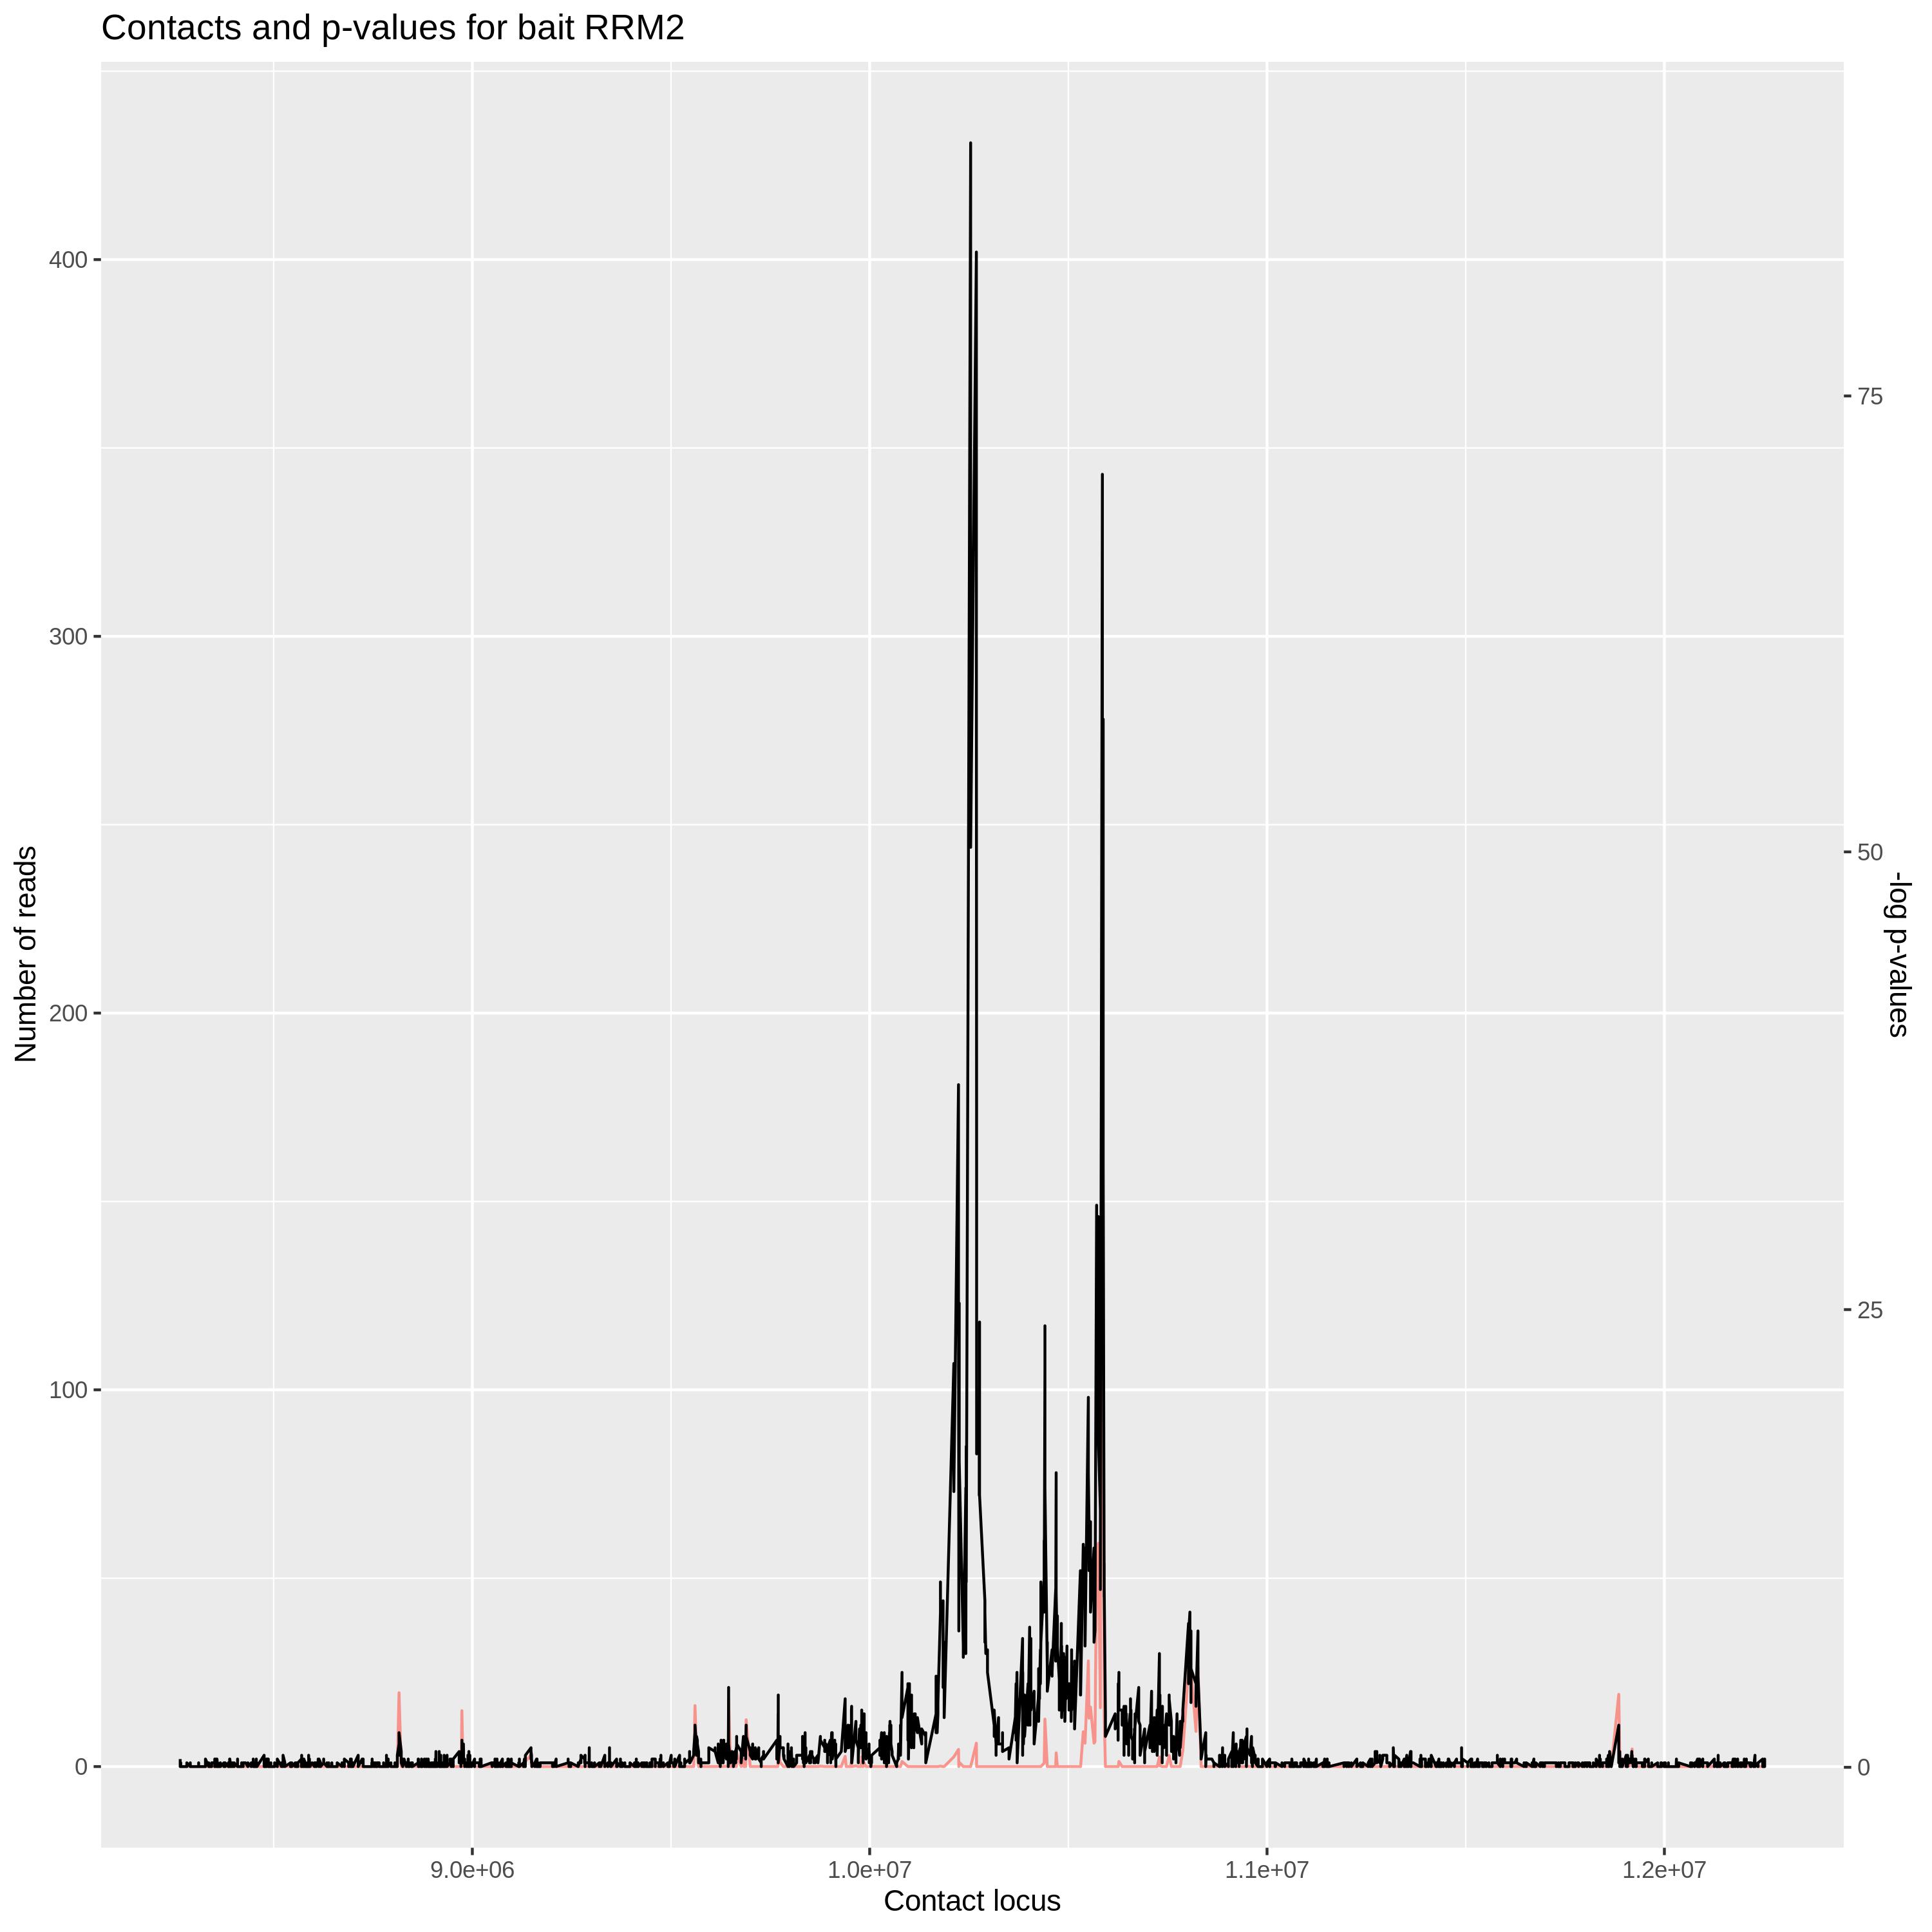 Contacts and p-values for bait RRM2
400
300
200
100
0
Number of reads
75
50
25
0
-log p-values
9.0e+06
1.0e+07
1.1e+07
1.2e+07
Contact locus